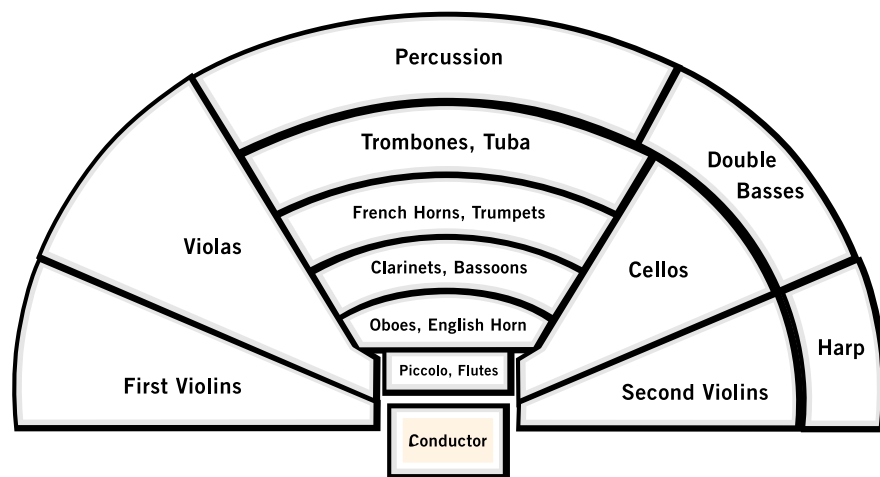 Percussion
Trombones, Tuba
Double
Basses
French Horns, Trumpets
Violas
Clarinets, Bassoons
Cellos
Oboes, English Horn
Harp
Piccolo, Flutes
First Violins
Second Violins
Conductor